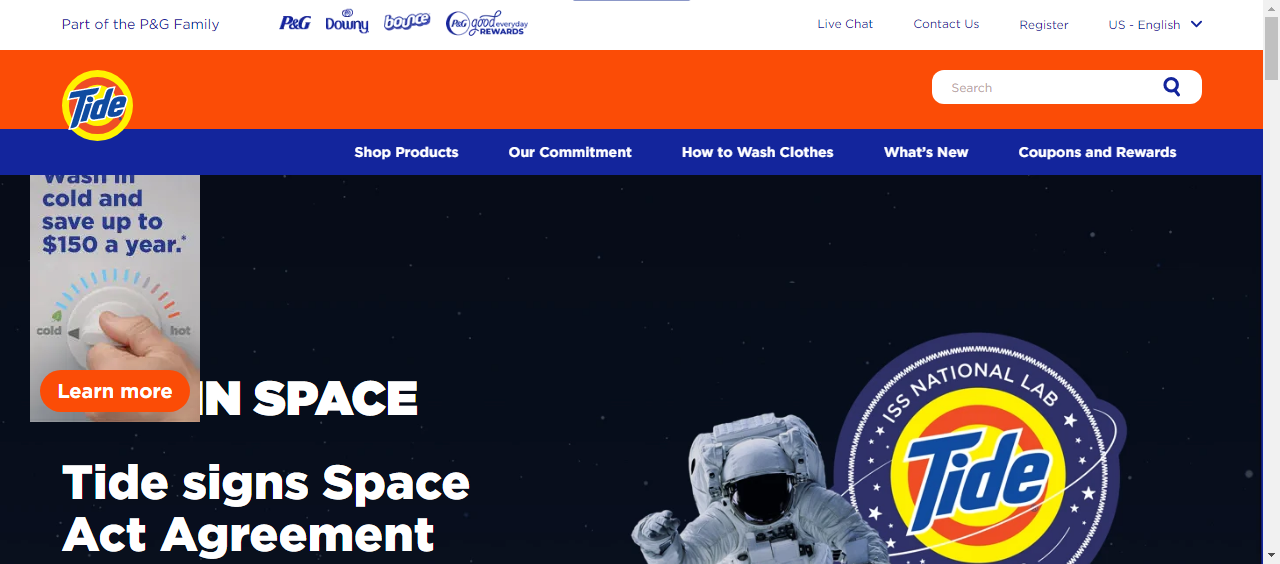 Part of the P&G Family
P&G
Downy
bounce
P&G good everyday
REWARDS
Live Chat
Contact Us
Register
US - English
Tide
Search
Shop Products
Our Commitment
How to Wash Clothes
What's New
Coupons and Rewards
Wash in
cold and
save up to
$150 a year.*
cold
hot
Learn more
IN SPACE
Tide signs Space
Act Agreement
ISS NATIONAL LAB
Tide